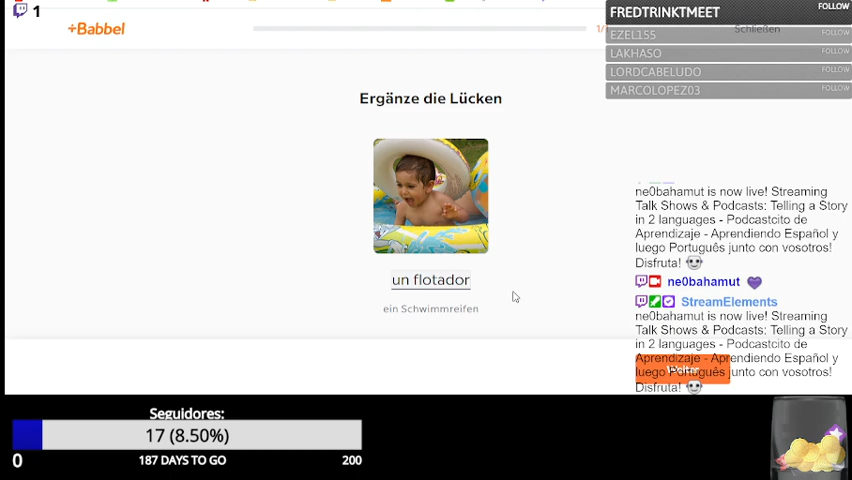 1
+Babbel
1/1
Schließen
Ergänze die Lücken
un flotador
ein Schwimmreifen
Weiter
FREDTRINKTMEET FOLLOW
EZEL155 FOLLOW
LAKHASO FOLLOW
LORDCABELUDO FOLLOW
MARCOLOPEZ03 FOLLOW
ne0bahamut is now live! Streaming
Talk Shows & Podcasts: Telling a Story
in 2 languages - Podcastcito de
Aprendizaje - Aprendiendo Español y
luego Português junto con vosotros!
Disfruta!
ne0bahamut
StreamElements
ne0bahamut is now live! Streaming
Talk Shows & Podcasts: Telling a Story
in 2 languages - Podcastcito de
Aprendizaje - Aprendiendo Español y
luego Português junto con vosotros!
Disfruta!
Seguidores:
17 (8.50%)
0
187 DAYS TO GO
200